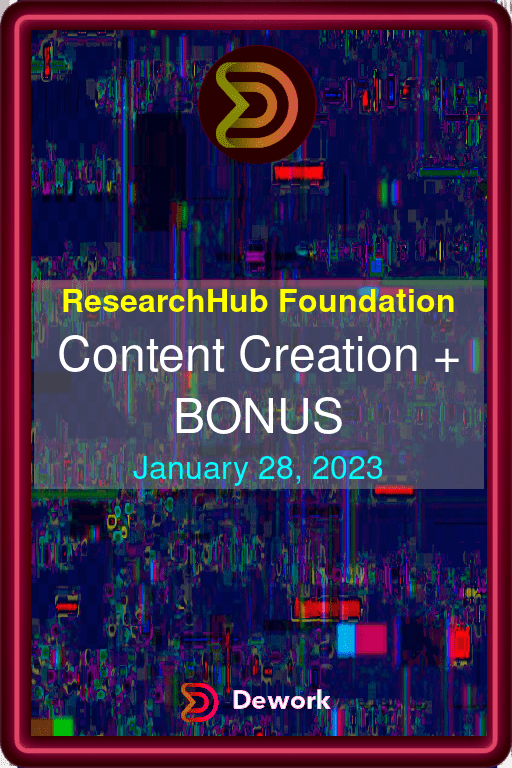 ResearchHub Foundation
Content Creation +
BONUS
January 28, 2023
Dework